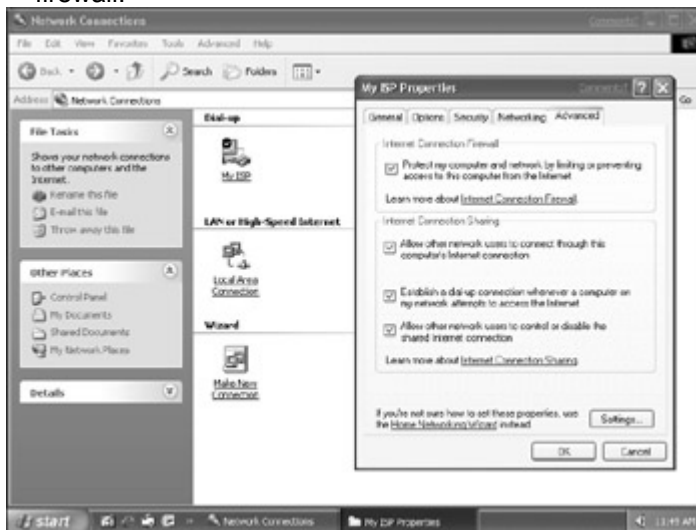 firewall.
Network Connections
Comments!
File Edit View Favorites Tools Advanced Help
Back Search Folders
Address Network Connections
Go
File Tasks
Shows your network connections
to other computers and the
Internet.
Rename this file
E-mail this file
Throw away this file
Other Places
Control Panel
My Documents
Shared Documents
My Network Places
Details
Dial-up
My ISP
LAN or High-Speed Internet
Local Area
Connection
Wizard
Make New
Connection
My ISP Properties
Comments!
General Options Security Networking Advanced
Internet Connection Firewall
Protect my computer and network by limiting or preventing
access to this computer from the Internet
Learn more about Internet Connection Firewall.
Internet Connection Sharing
Allow other network users to connect through this
computer's Internet connection
Establish a dial-up connection whenever a computer on
my network attempts to access the Internet
Allow other network users to control or disable the
shared internet connection
Learn more about Internet Connection Sharing.
If you're not sure how to set these properties, use
the Home Networking Wizard instead
Settings...
OK Cancel
start Network Connections My ISP Properties 11:45 AM